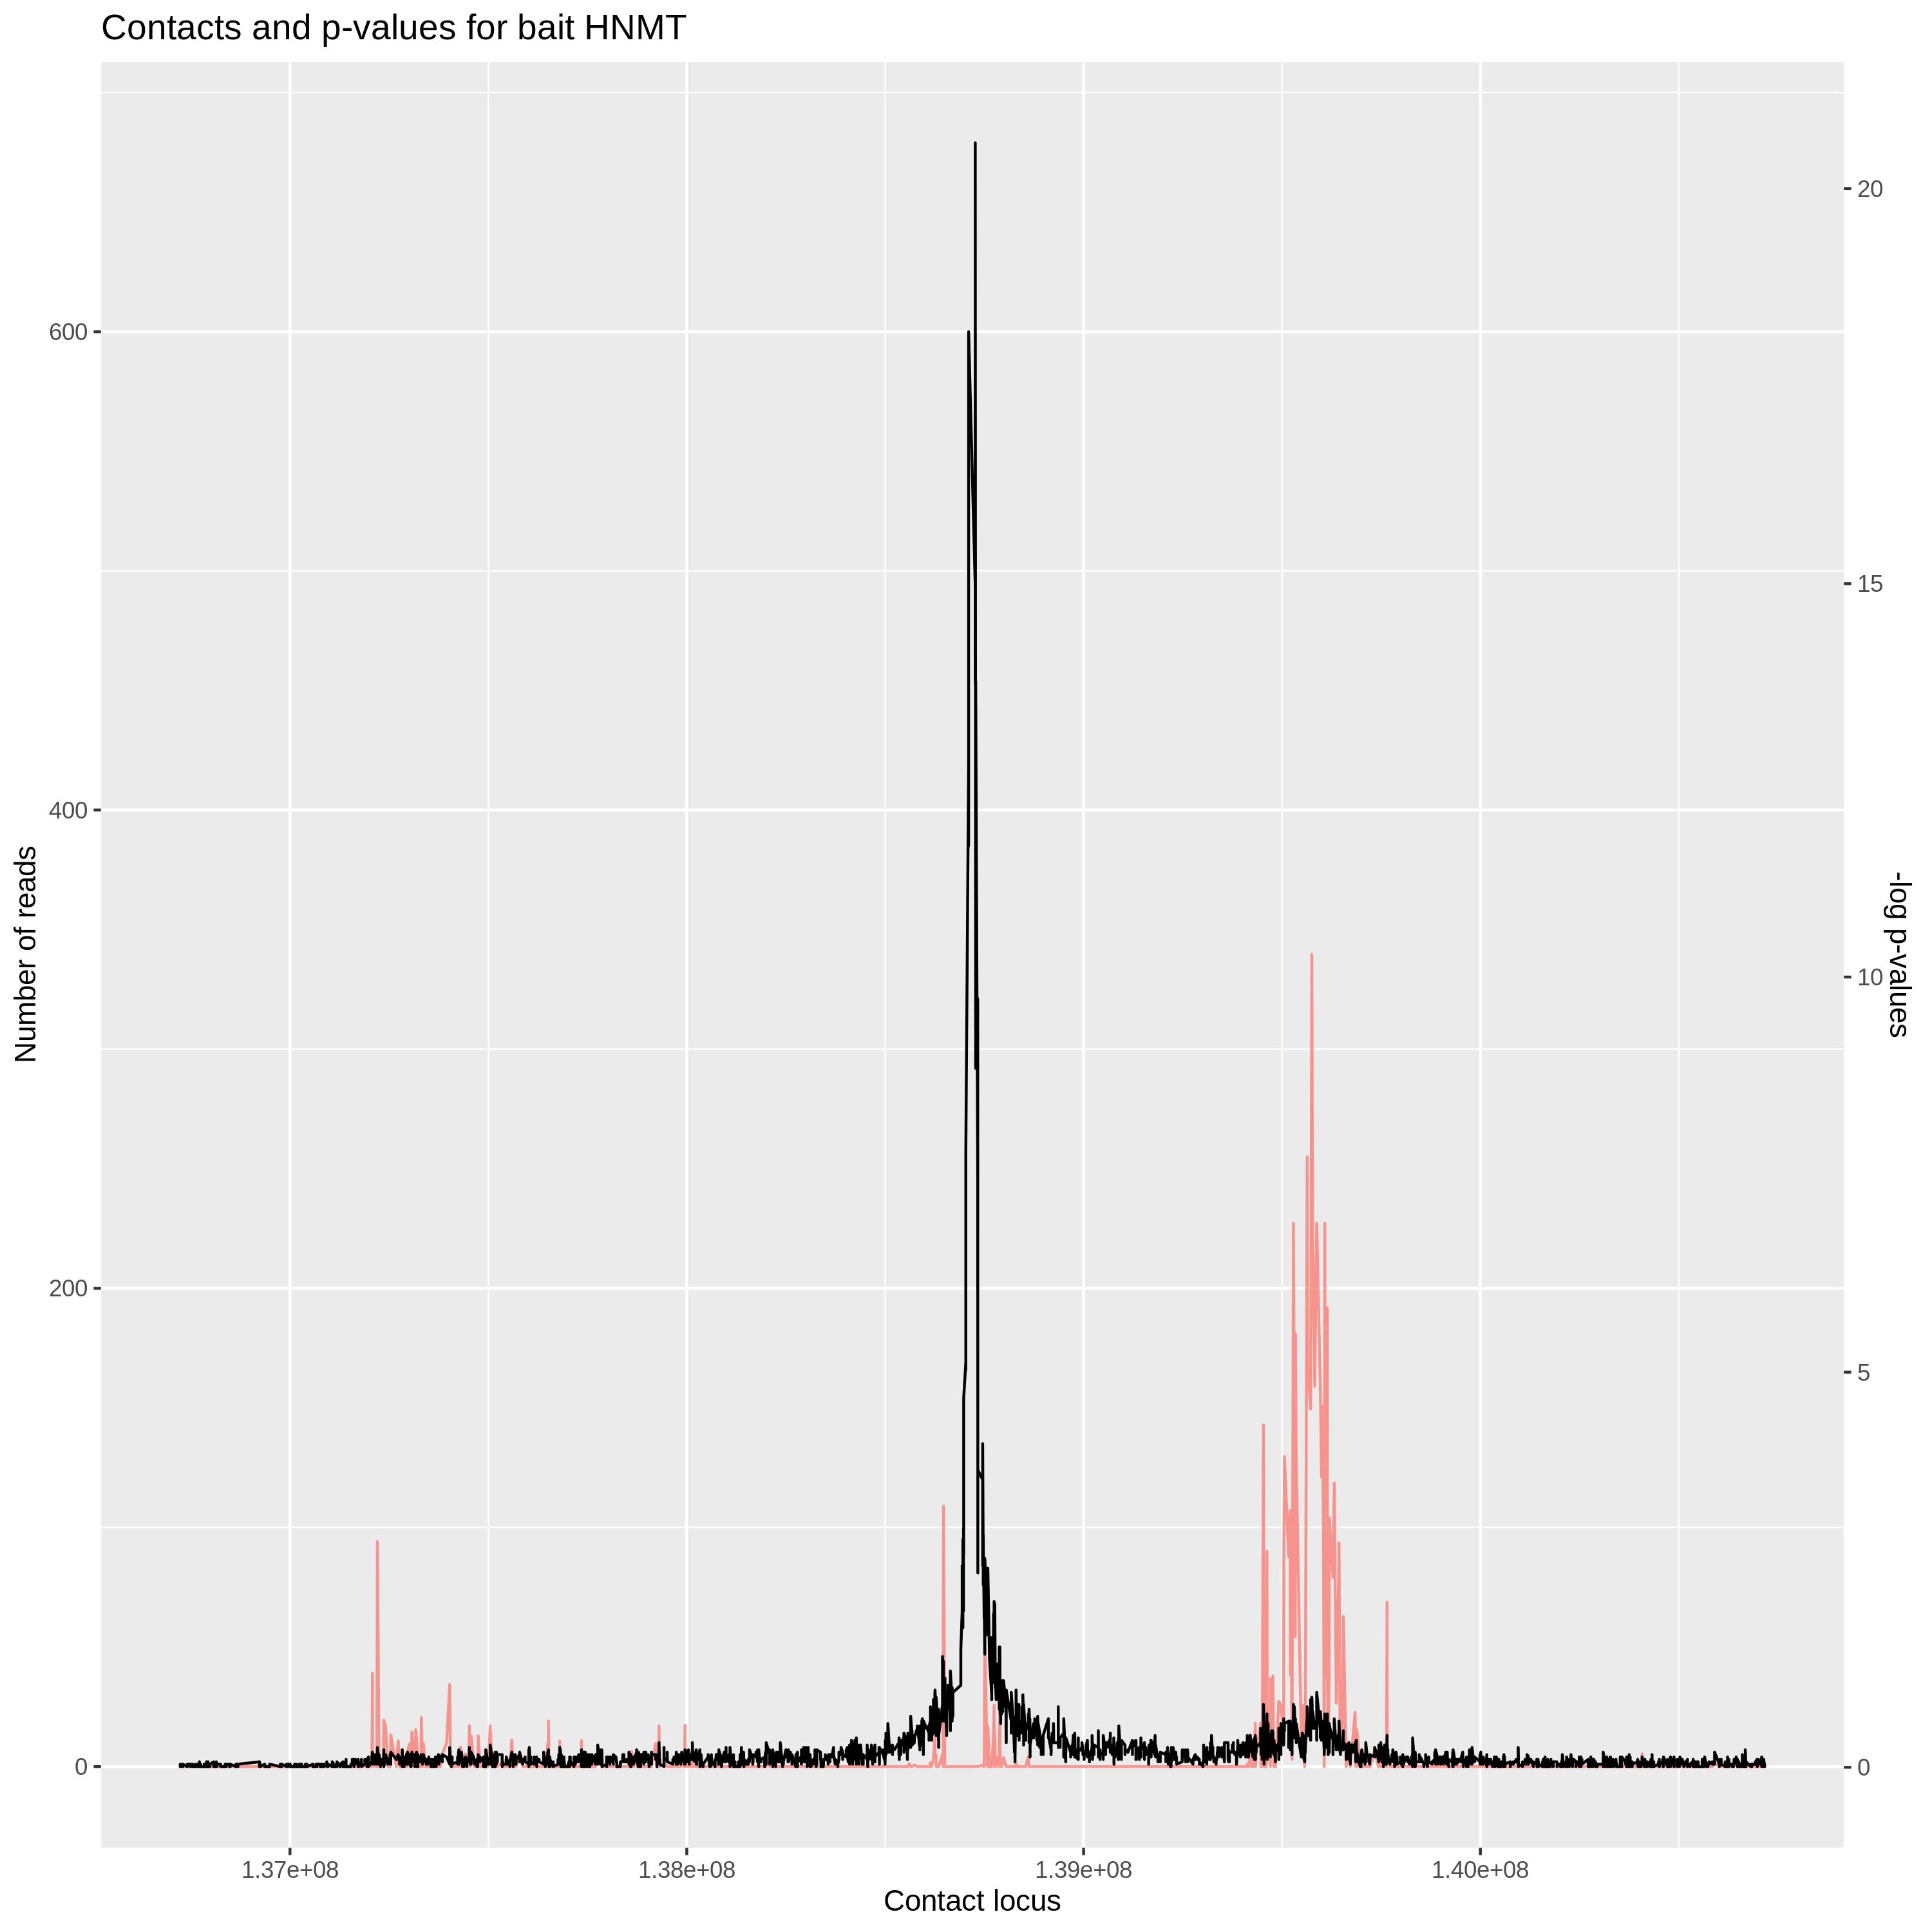 Contacts and p-values for bait HNMT
600
400
200
0
Number of reads
20
15
10
5
0
-log p-values
1.37e+08
1.38e+08
1.39e+08
1.40e+08
Contact locus